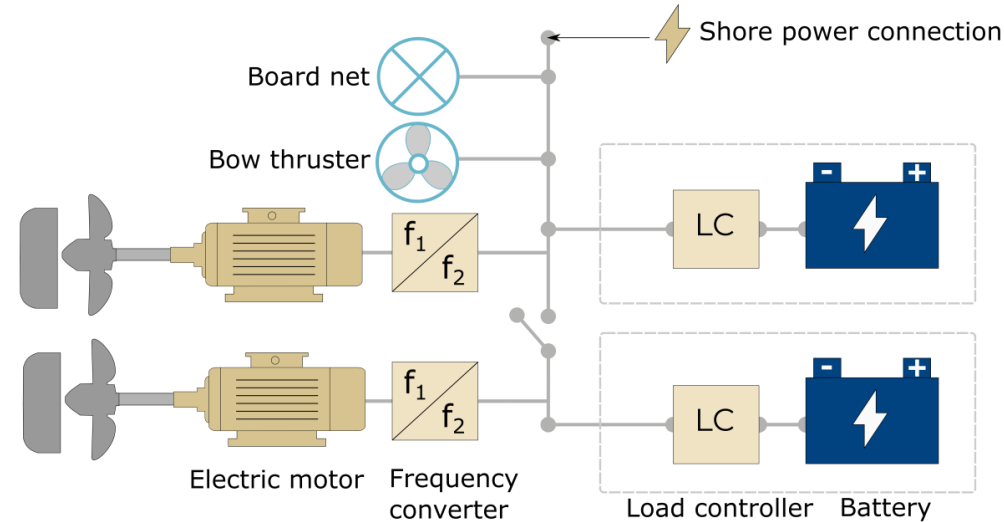 Shore power connection
Board net
Bow thruster
f1
f2
LC
- +
f1
f2
LC
- +
Electric motor
Frequency
converter
Load controller
Battery